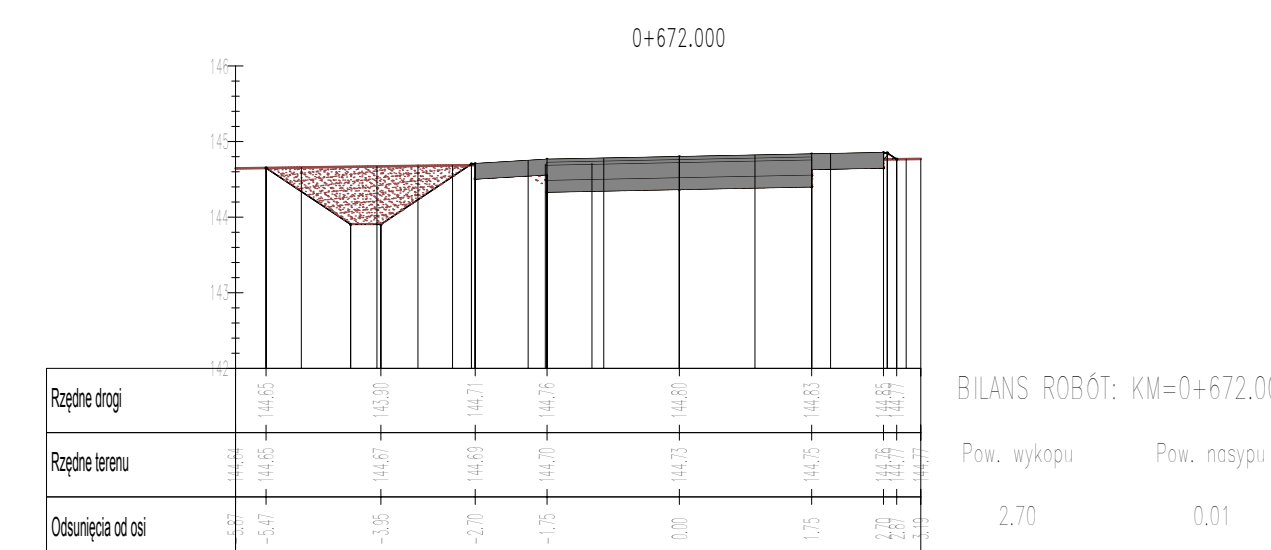 0+672.000
146
145
144
143
142
Rzędne drogi
144.65 143.90 144.71 144.76 144.80 144.83 144.85 144.77
BILANS ROBÓT: KM=0+672.00
Rzędne terenu
144.64 144.65 144.67 144.69 144.70 144.73 144.75 144.76 144.77 144.77
Pow. wykopu Pow. nasypu
Odsunięcia od osi
-5.87 -5.47 -3.95 -2.70 -1.75 0.00 1.75 2.70 2.87 3.19
2.70 0.01